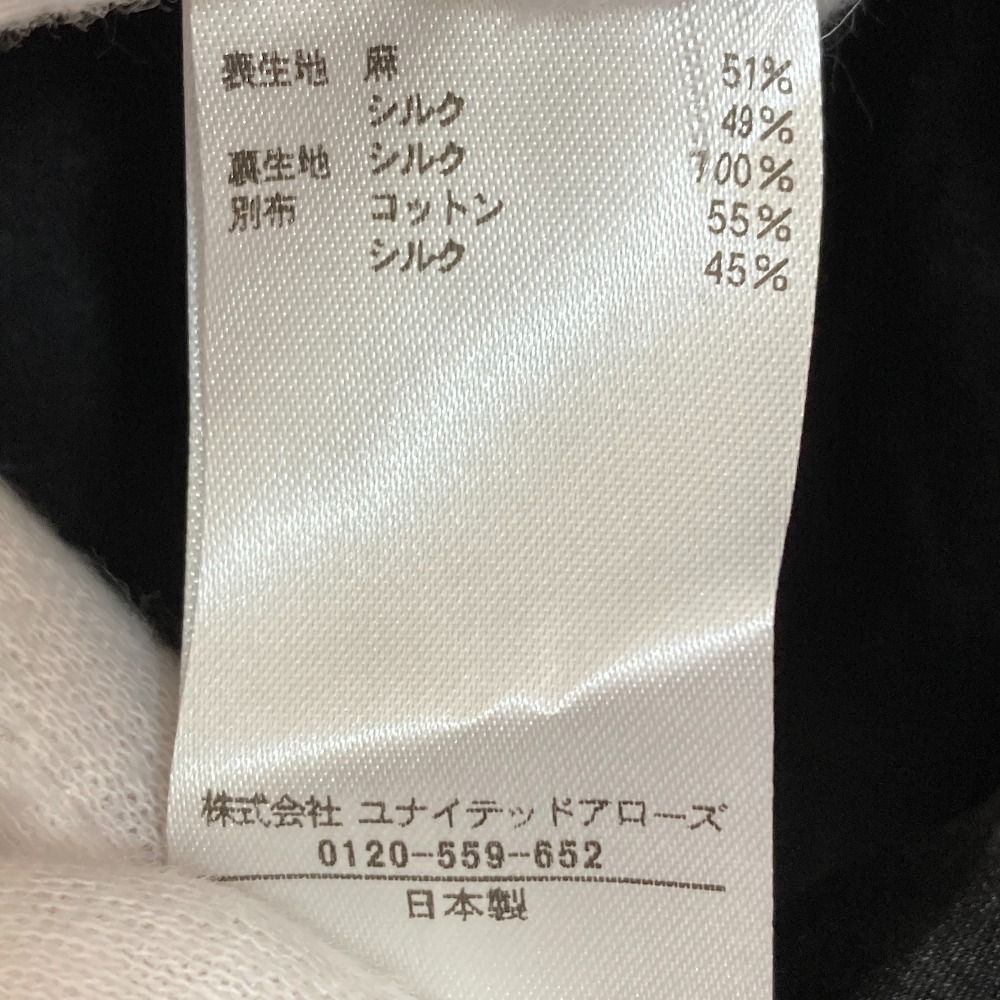 表生地 麻 51%
シルク 49%
裏生地 シルク 100%
別布 コットン 55%
シルク 45%
株式会社 ユナイテッドアローズ
0120-559-652
日本製